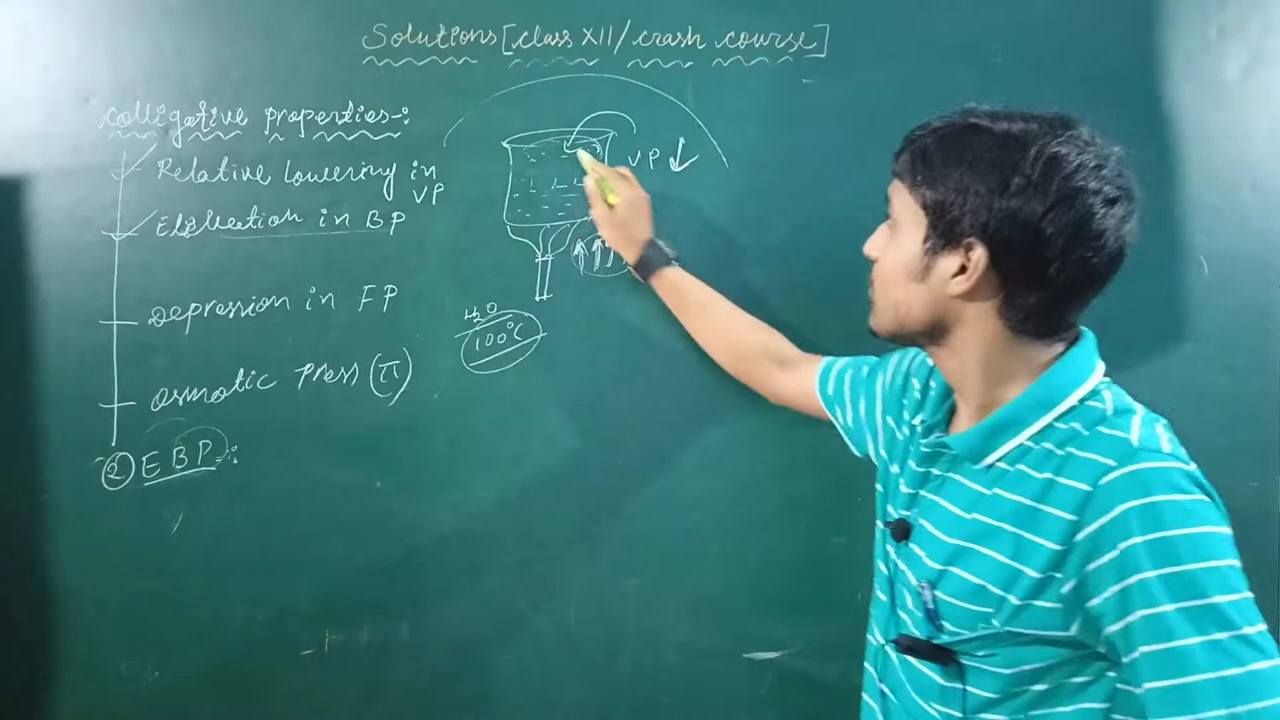 Solutions [class XII/crash course]
colligative properties-:
Relative Lowering in
VP
in BP
Depression in FP
osmotic press (π)
② EBP-:
VP ↓
↑ ↑
H₂O
100°C